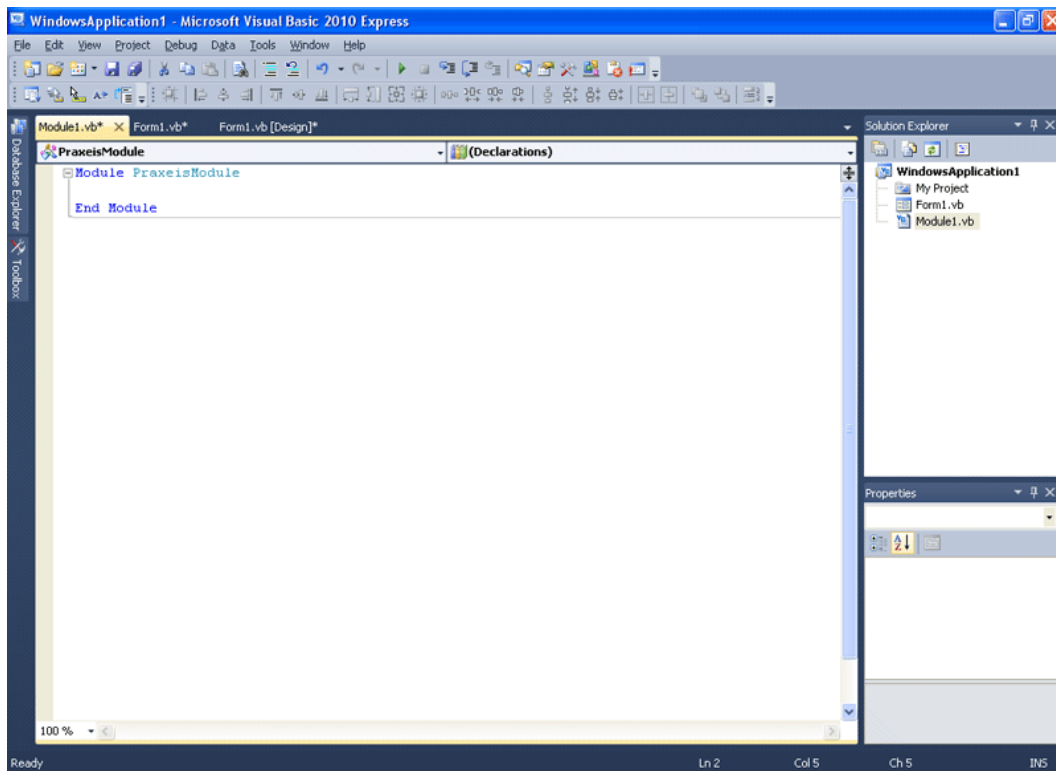 WindowsApplication1 - Microsoft Visual Basic 2010 Express
File Edit View Project Debug Data Tools Window Help
Module1.vb* Form1.vb* Form1.vb [Design]*
PraxeisModule (Declarations)
Module PraxeisModule
End Module
100 %
Database Explorer
Toolbox
Solution Explorer
WindowsApplication1
My Project
Form1.vb
Module1.vb
Properties
Ready Ln 2 Col 5 Ch 5 INS